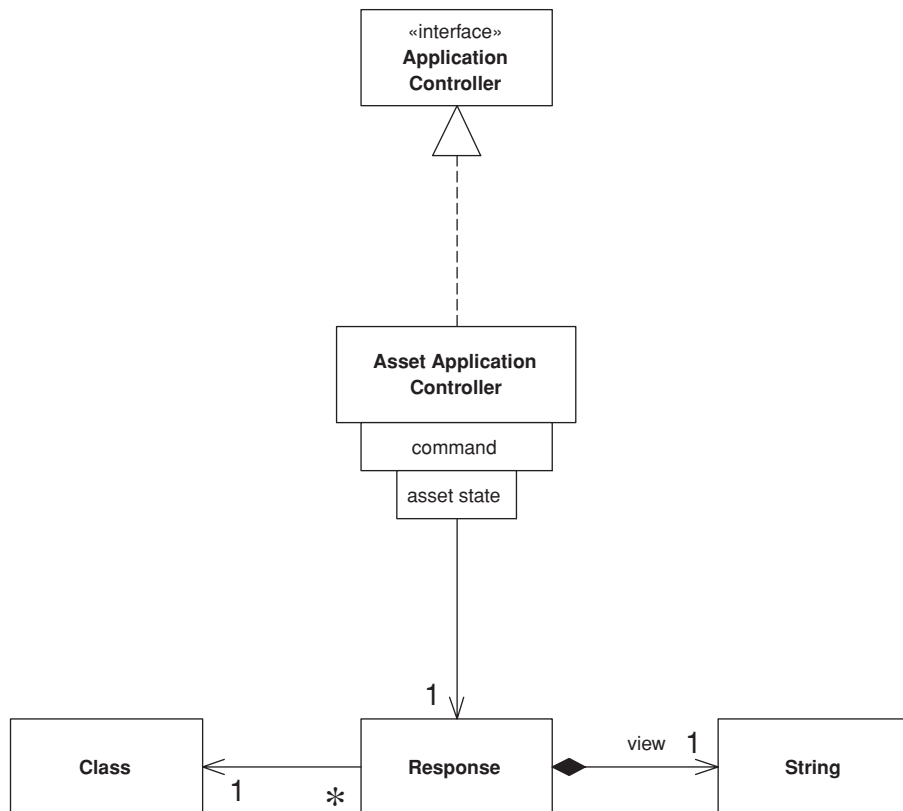 «interface»
Application
Controller
Asset Application
Controller
command
asset state
1
Class
1
*
Response
view
1
String